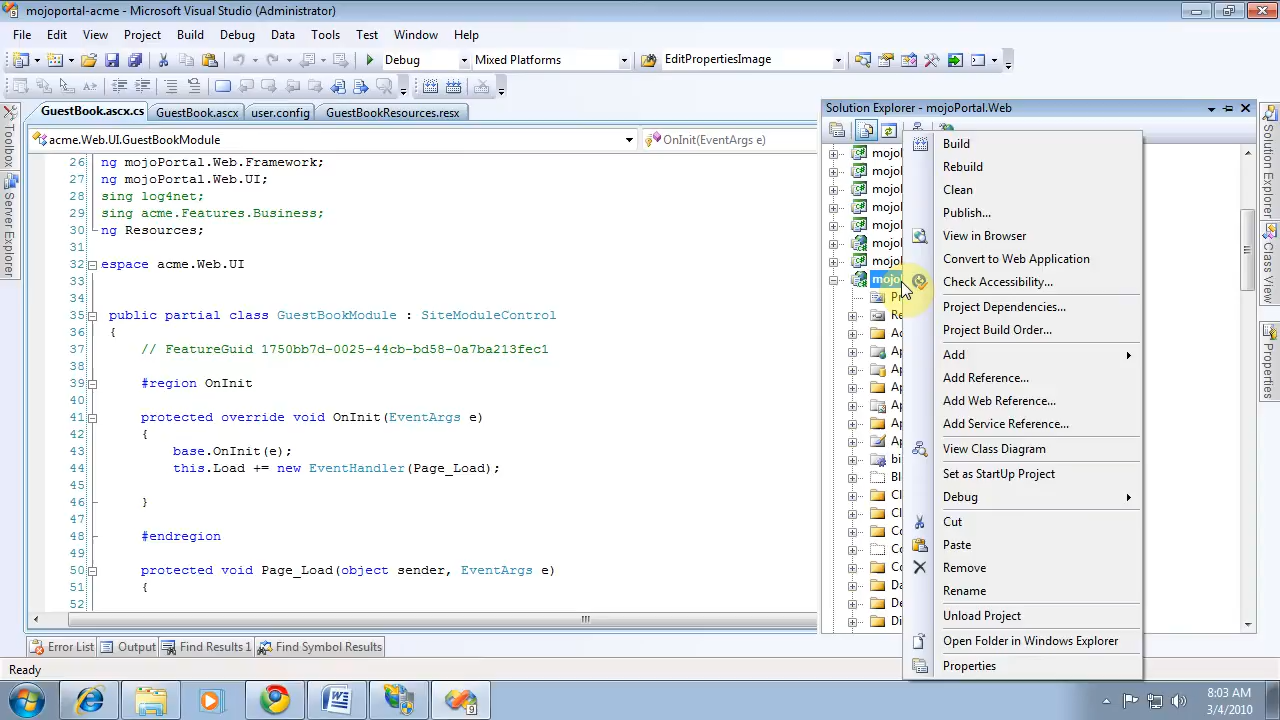 mojoportal-acme - Microsoft Visual Studio (Administrator)
File Edit View Project Build Debug Data Tools Test Window Help
Debug Mixed Platforms EditPropertiesImage
GuestBook.ascx.cs GuestBook.ascx user.config GuestBookResources.resx
acme.Web.UI.GuestBookModule OnInit(EventArgs e)
26 ng mojoPortal.Web.Framework;
27 ng mojoPortal.Web.UI;
28 sing log4net;
29 sing acme.Features.Business;
30 ng Resources;
31
32 espace acme.Web.UI
33
34
35 public partial class GuestBookModule : SiteModuleControl
36 {
37 // FeatureGuid 1750bb7d-0025-44cb-bd58-0a7ba213fec1
38
39 #region OnInit
40
41 protected override void OnInit(EventArgs e)
42 {
43 base.OnInit(e);
44 this.Load += new EventHandler(Page_Load);
45
46 }
47
48 #endregion
49
50 protected void Page_Load(object sender, EventArgs e)
51 {
52
Toolbox
Server Explorer
Solution Explorer - mojoPortal.Web
Build
Rebuild
Clean
Publish...
View in Browser
Convert to Web Application
Check Accessibility...
Project Dependencies...
Project Build Order...
Add
Add Reference...
Add Web Reference...
Add Service Reference...
View Class Diagram
Set as StartUp Project
Debug
Cut
Paste
Remove
Rename
Unload Project
Open Folder in Windows Explorer
Properties
Solution Explorer
Class View
Properties
Error List Output Find Results 1 Find Symbol Results
Ready
8:03 AM
3/4/2010